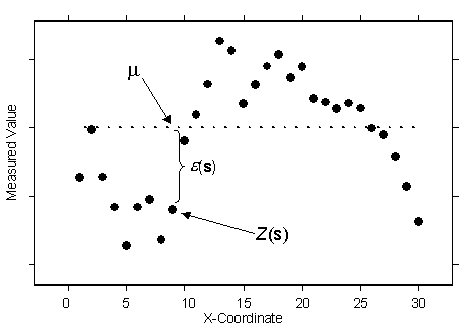 μ
ε(s)
Z(s)
Measured Value
0 5 10 15 20 25 30
X-Coordinate